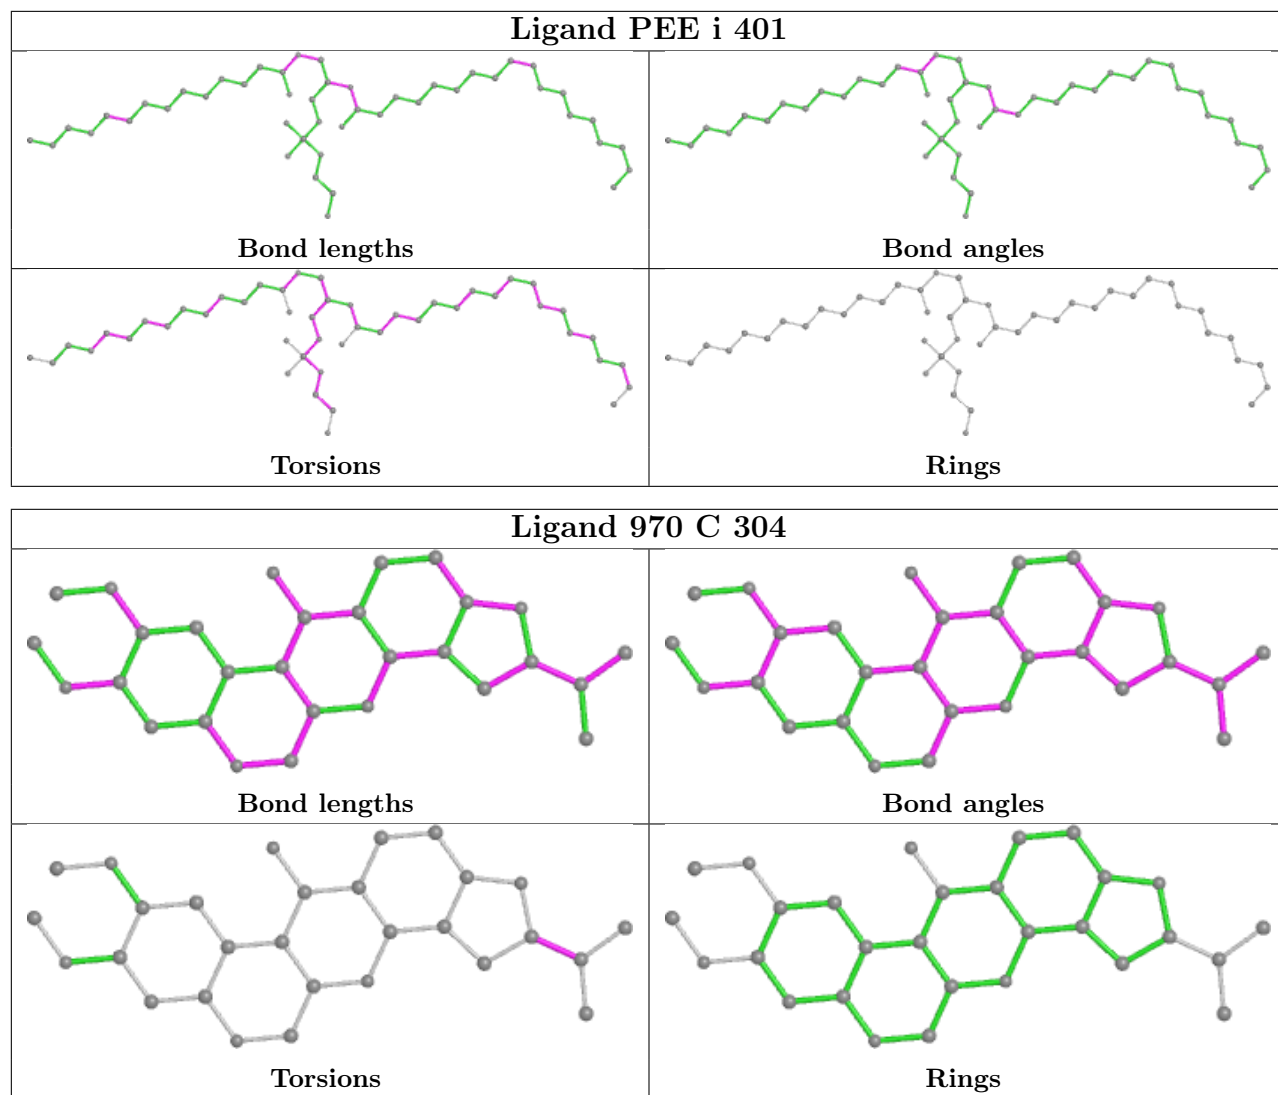 Ligand PEE i 401
Bond lengths
Bond angles
Torsions
Rings
Ligand 970 C 304
Bond lengths
Bond angles
Torsions
Rings